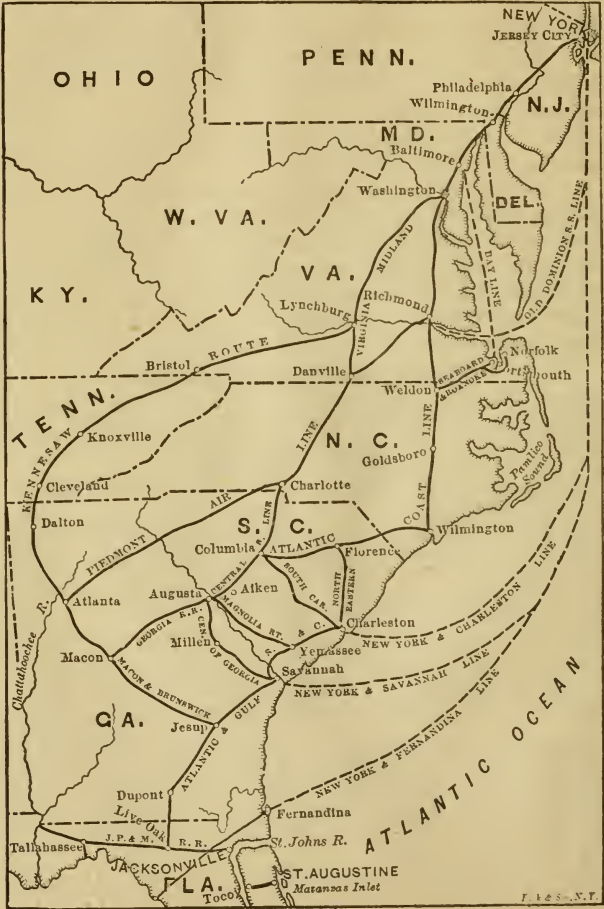 NEW YORK
JERSEY CITY
PENN.
OHIO
Philadelphia
Wilmington
N.J.
MD.
Baltimore
Washington
DEL.
W. VA.
MIDLAND
BAY LINE
OLD DOMINION S.S. LINE
VA.
KY.
Lynchburg
VIRGINIA
Richmond
ROUTE
Bristol
Danville
Norfolk
Portsmouth
SEABOARD
& ROANOKE
Weldon
TENN.
KENNESAW
Knoxville
N. C.
LINE
LINE
Goldsboro
Pamlico
Sound
Cleveland
Charlotte
AIR
COAST
Dalton
S. C.
R. LINE
Wilmington
PIEDMONT
Columbia
ATLANTIC
Florence
CENTRAL
SOUTH CAR.
NORTH
EASTERN
Atlanta
R.
Augusta
Aiken
MAGNOLIA RT.
GEORGIA R.R.
Charleston
S. & C.
NEW YORK & CHARLESTON LINE
Millen
CEN. OF GEORGIA
Yemassee
Chattahoochee
Macon
Savannah
NEW YORK & SAVANNAH LINE
MACON & BRUNSWICK
GA.
Jesup
ATLANTIC & GULF
NEW YORK & FERNANDINA LINE
ATLANTIC OCEAN
Dupont
Live Oak
Fernandina
J. P. & M. R. R.
Tallahassee
St. Johns R.
JACKSONVILLE
FLA.
ST. AUGUSTINE
Tocoi
Matanzas Inlet